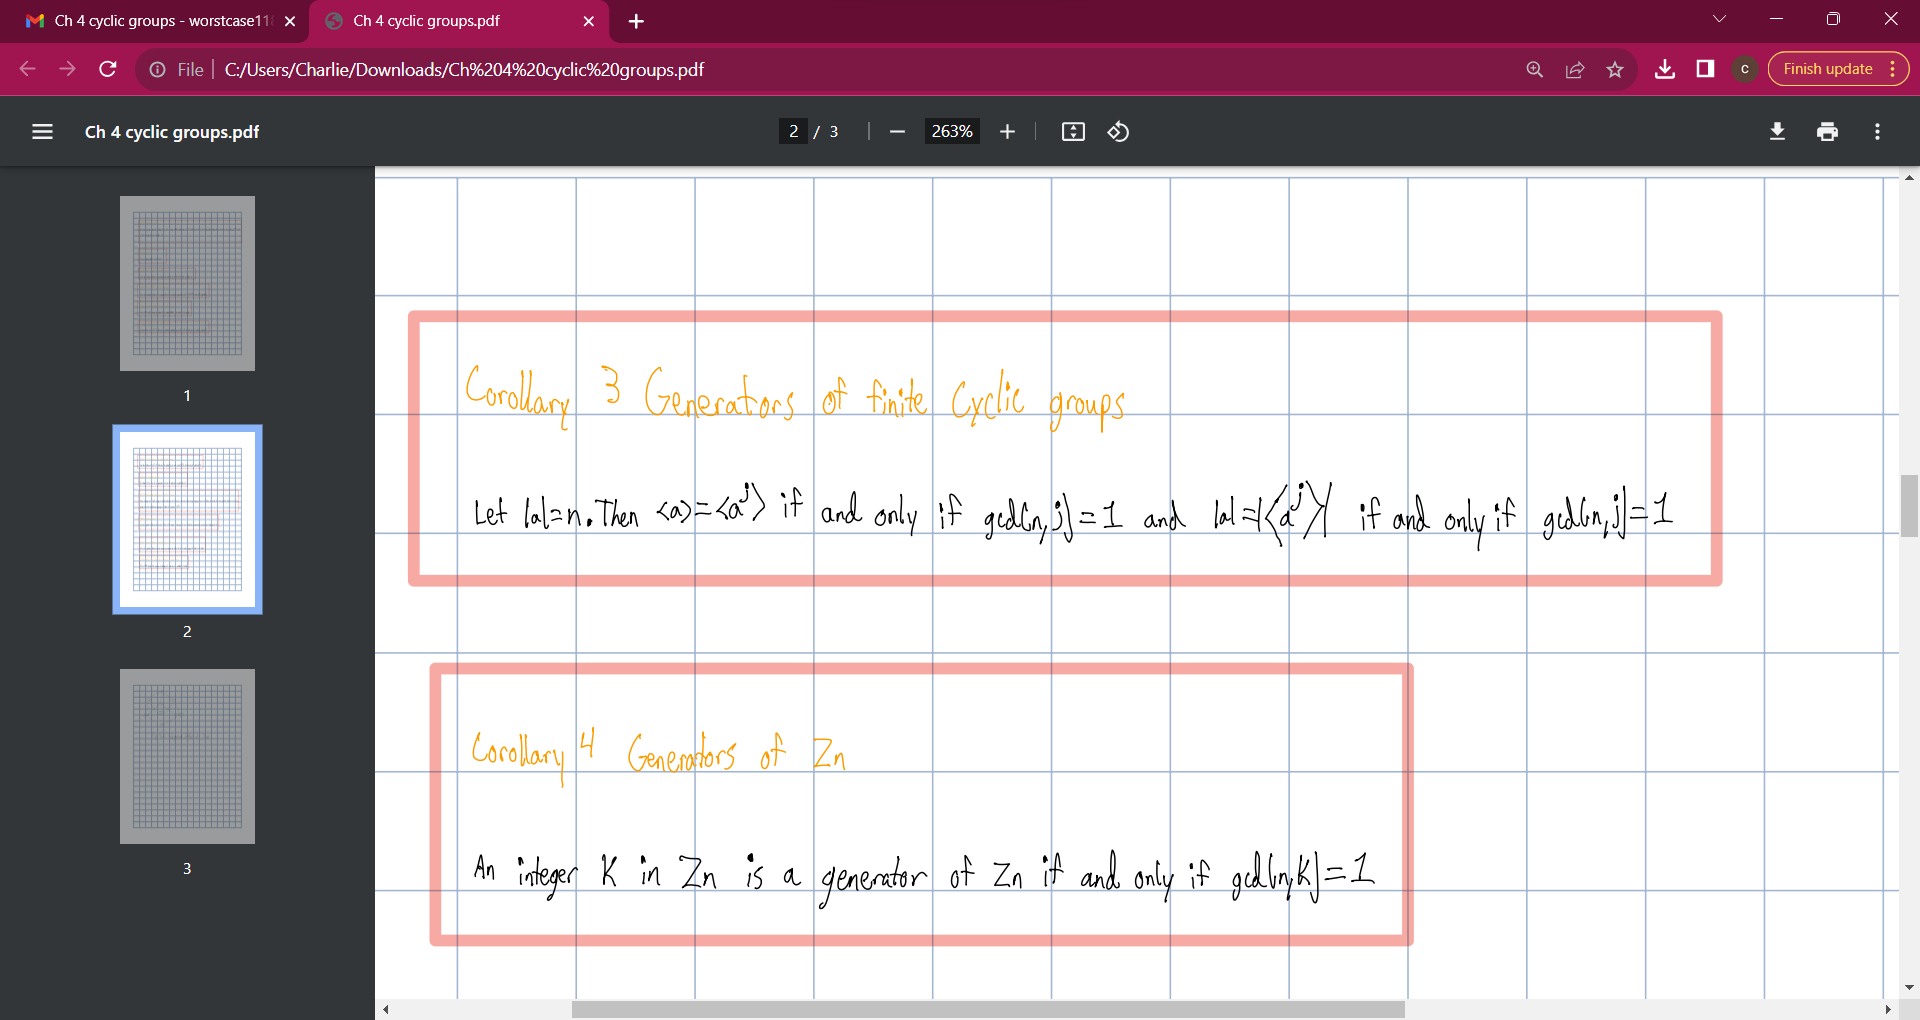 Ch 4 cyclic groups - worstcase11
Ch 4 cyclic groups.pdf
File
C:/Users/Charlie/Downloads/Ch%204%20cyclic%20groups.pdf
C
Finish update
Ch 4 cyclic groups.pdf
2 / 3
263%
1
2
3
Corollary 3 Generators of finite Cyclic groups
Let |a|=n. Then <a>=<a^j> if and only if gcd(n,j)=1 and |a|=|<a^j>| if and only if gcd(n,j)=1
Corollary 4 Generators of Zn
An integer K in Zn is a generator of Zn if and only if gcd(n,K)=1